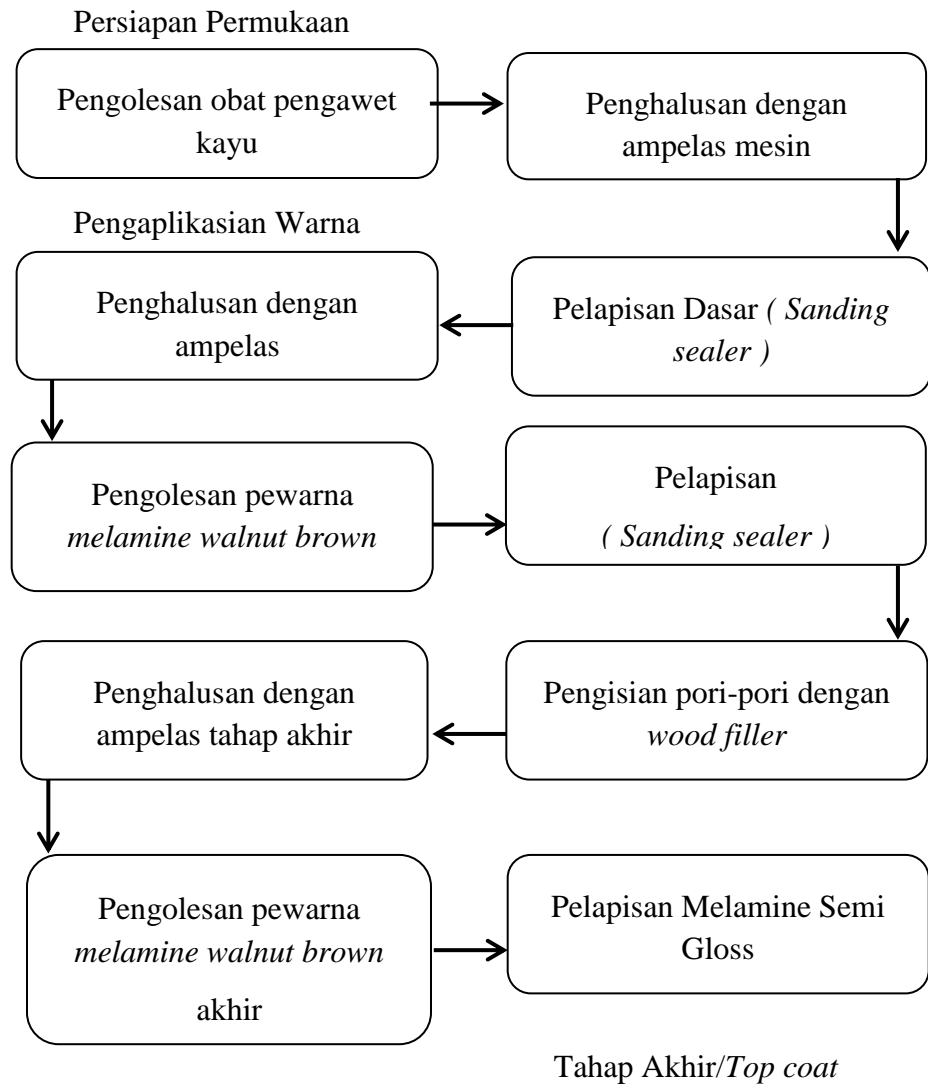 Persiapan Permukaan
Pengolesan obat pengawet
kayu
Penghalusan dengan
ampelas mesin
Pengaplikasian Warna
Pelapisan Dasar ( Sanding
sealer )
Penghalusan dengan
ampelas
Pengolesan pewarna
melamine walnut brown
Pelapisan
( Sanding sealer )
Pengisian pori-pori dengan
wood filler
Penghalusan dengan
ampelas tahap akhir
Pengolesan pewarna
melamine walnut brown
akhir
Pelapisan Melamine Semi
Gloss
Tahap Akhir/Top coat